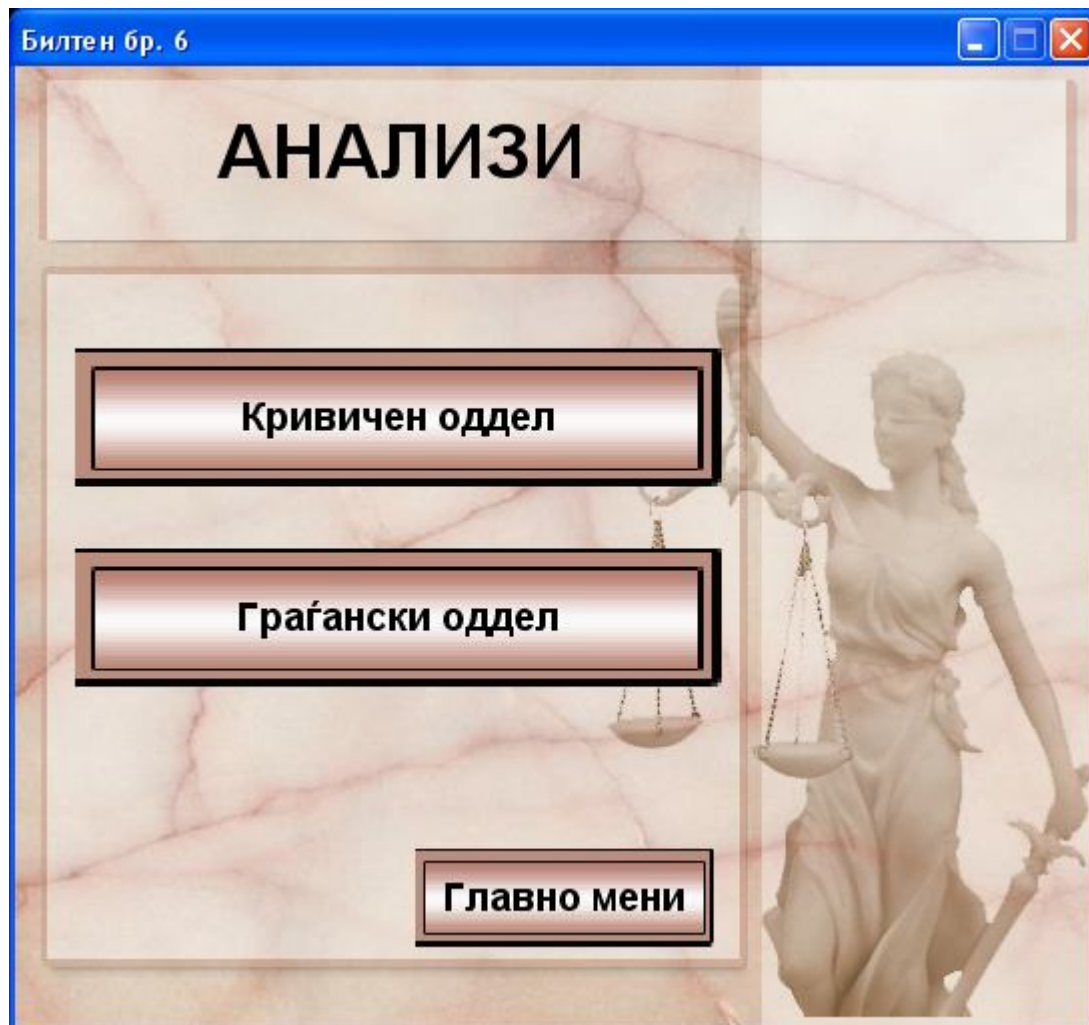 Билтен бр. 6
АНАЛИЗИ
Кривичен оддел
Граѓански оддел
Главно мени